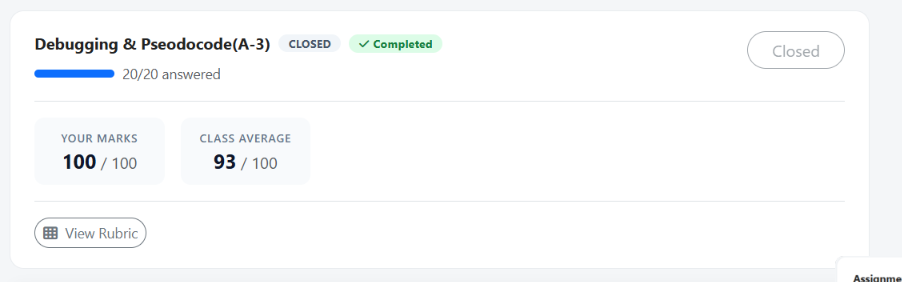 Debugging & Pseodocode(A-3) CLOSED ✓ Completed
Closed
20/20 answered
YOUR MARKS CLASS AVERAGE
100 / 100 93 / 100
View Rubric
Assignme